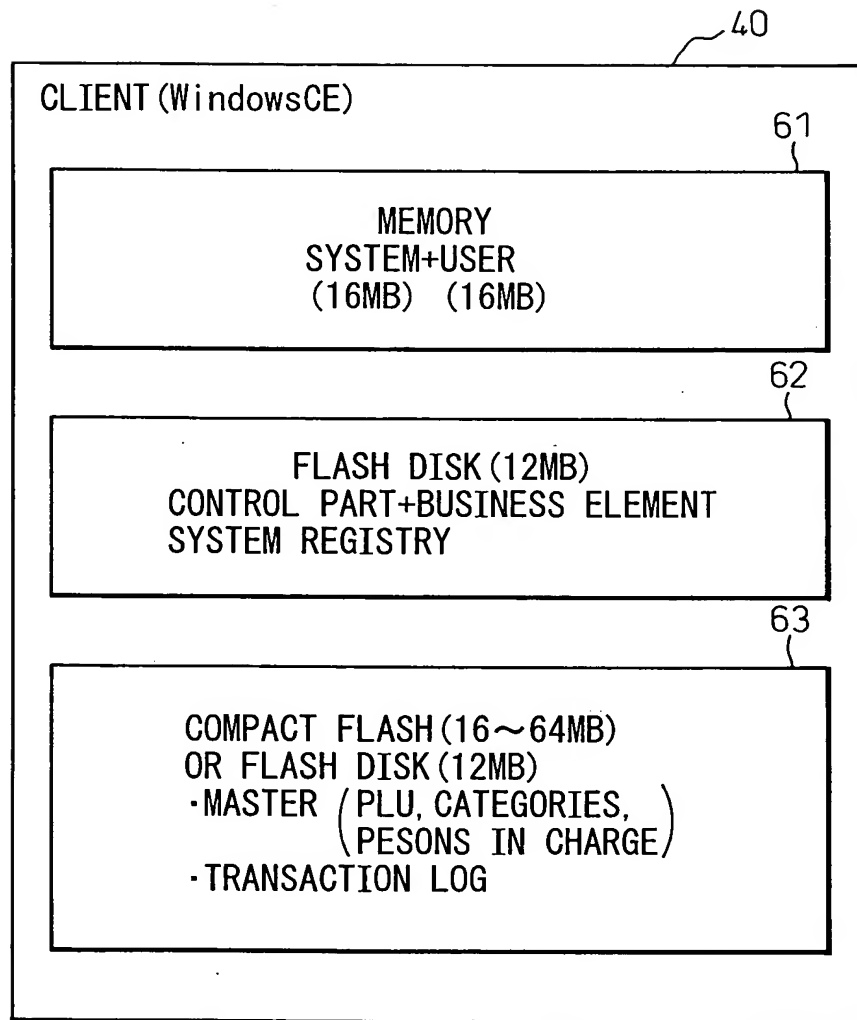 40
CLIENT(WindowsCE)
61
MEMORY
SYSTEM+USER
(16MB) (16MB)
62
FLASH DISK(12MB)
CONTROL PART+BUSINESS ELEMENT
SYSTEM REGISTRY
63
COMPACT FLASH(16～64MB)
OR FLASH DISK(12MB)
・MASTER (PLU, CATEGORIES,
PESONS IN CHARGE)
・TRANSACTION LOG